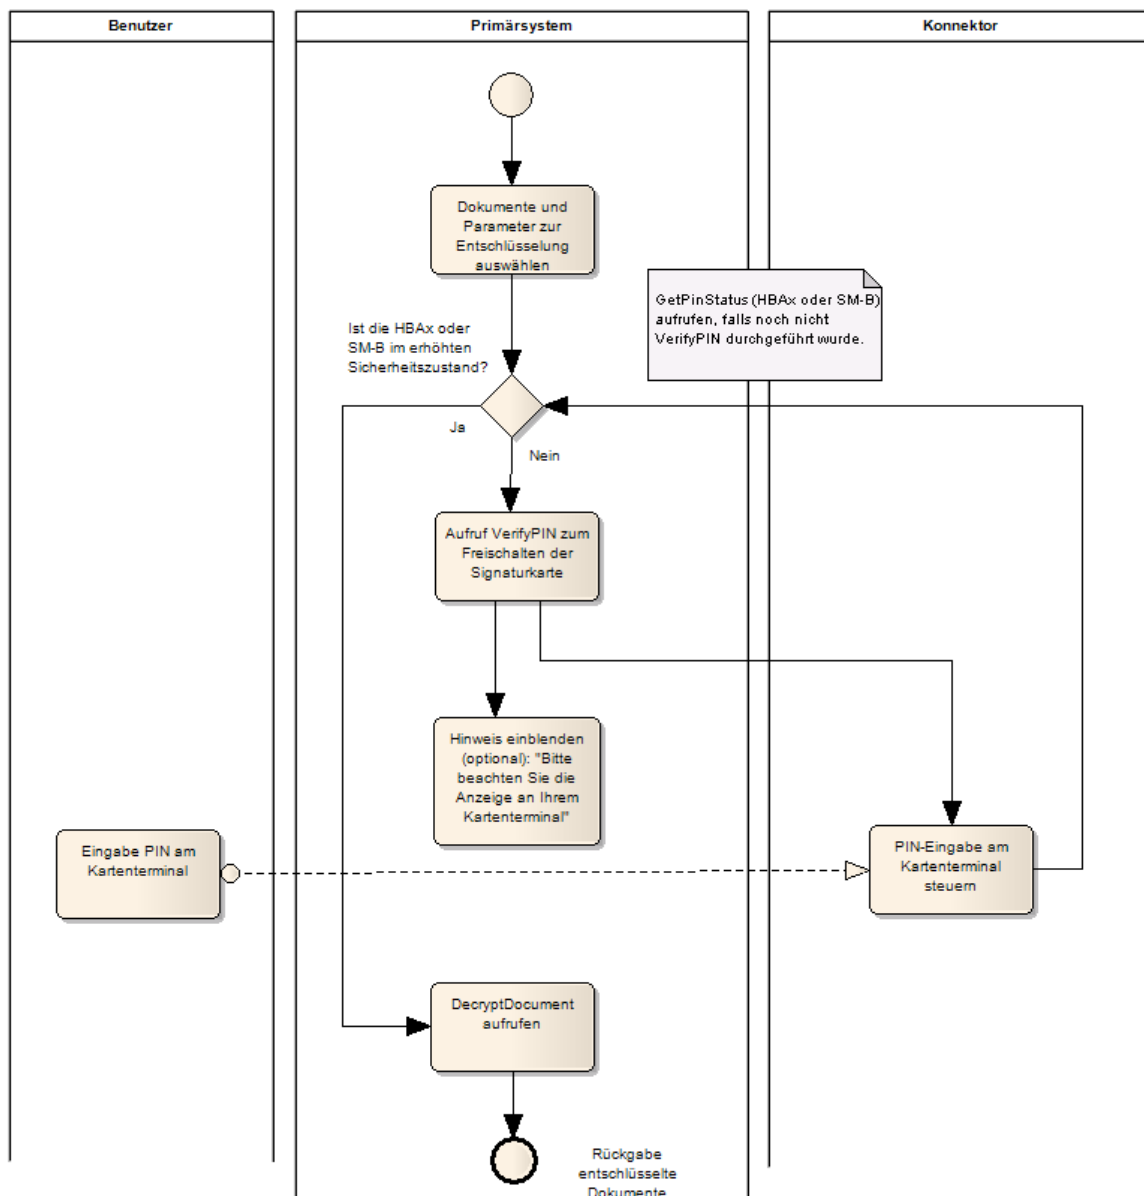 Benutzer
Primärsystem
Konnektor
Dokumente und
Parameter zur
Entschlüsselung
auswählen
GetPinStatus (HBAx oder SM-B)
aufrufen, falls noch nicht
VerifyPIN durchgeführt wurde.
Ist die HBAx oder
SM-B im erhöhten
Sicherheitszustand?
Ja
Nein
Aufruf VerifyPIN zum
Freischalten der
Signaturkarte
Hinweis einblenden
(optional): "Bitte
beachten Sie die
Anzeige an Ihrem
Kartenterminal"
Eingabe PIN am
Kartenterminal
PIN-Eingabe am
Kartenterminal
steuern
DecryptDocument
aufrufen
Rückgabe
entschlüsselte
Dokumente